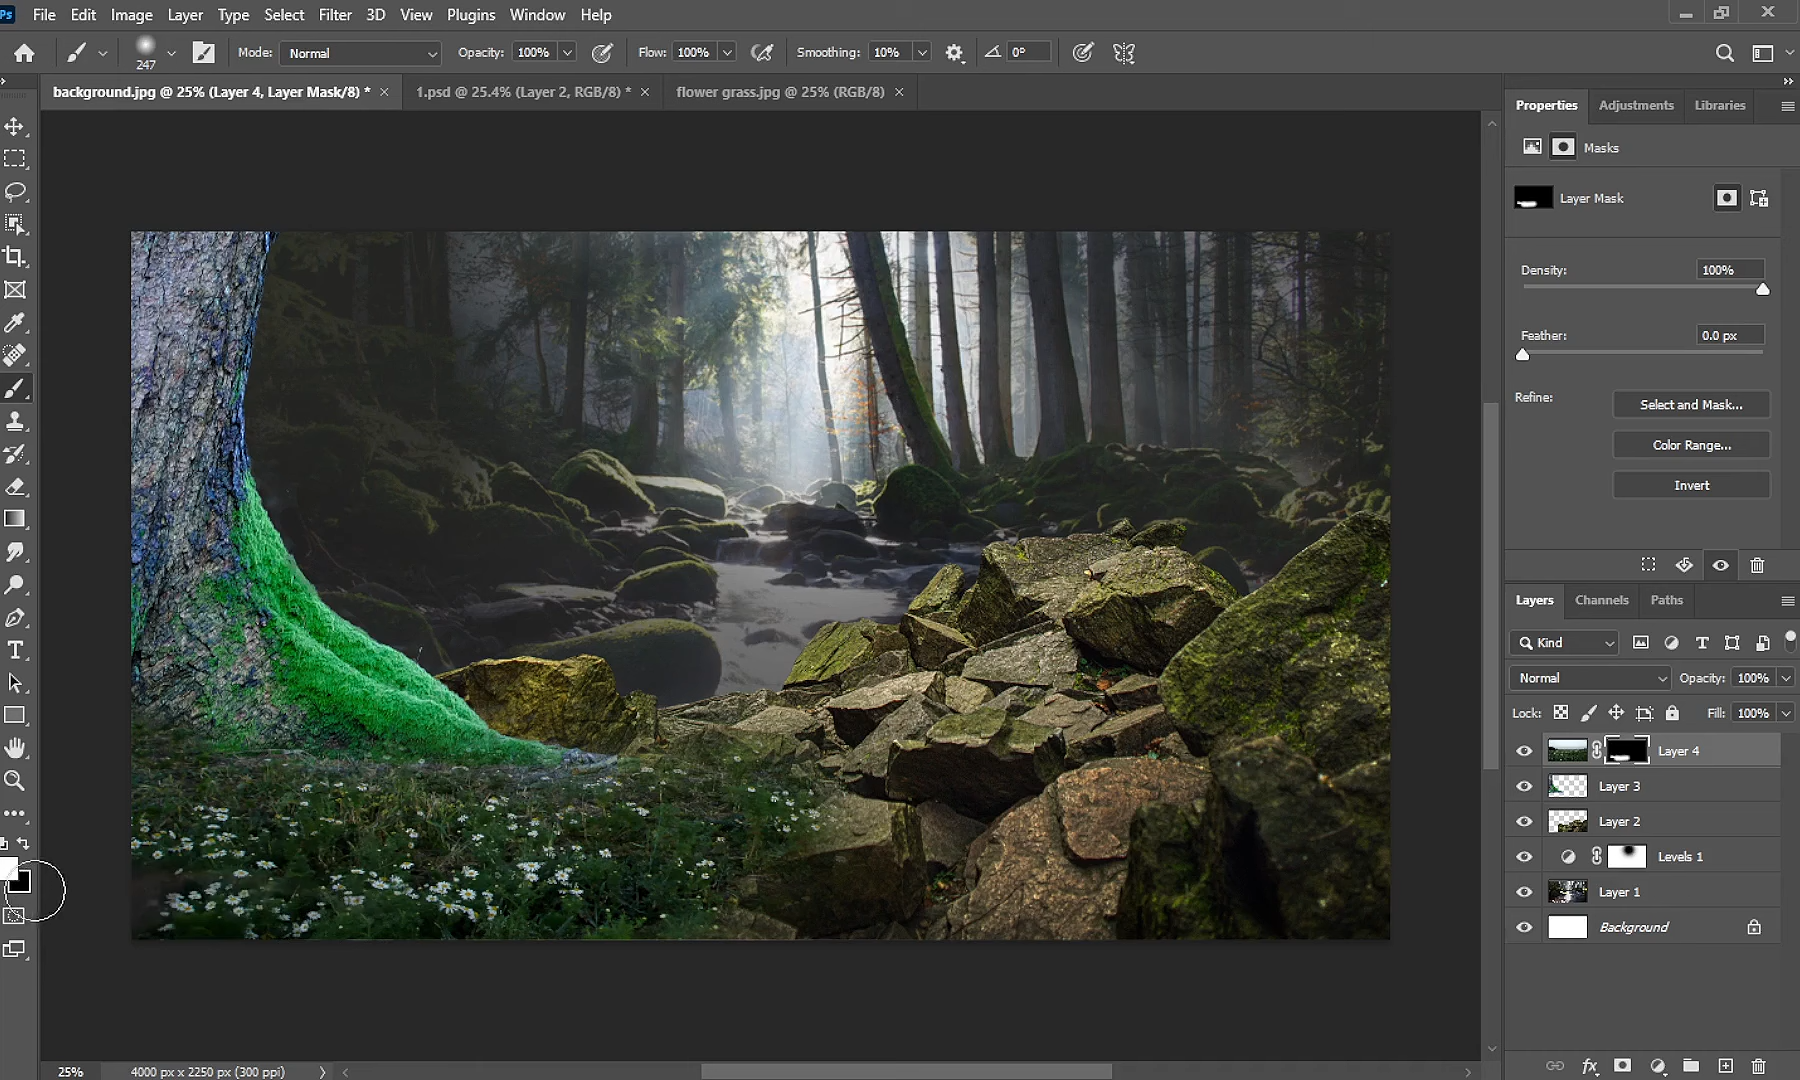 Ps File Edit Image Layer Type Select Filter 3D View Plugins Window Help
247 Mode: Normal Opacity: 100% Flow: 100% Smoothing: 10% 0°
background.jpg @ 25% (Layer 4, Layer Mask/8) * × 1.psd @ 25.4% (Layer 2, RGB/8) * × flower grass.jpg @ 25% (RGB/8) ×
Properties Adjustments Libraries
Masks
Layer Mask
Density: 100%
Feather: 0.0 px
Refine: Select and Mask...
Color Range...
Invert
Layers Channels Paths
Kind
Normal Opacity: 100%
Lock: Fill: 100%
Layer 4
Layer 3
Layer 2
Levels 1
Layer 1
Background
25% 4000 px x 2250 px (300 ppi)